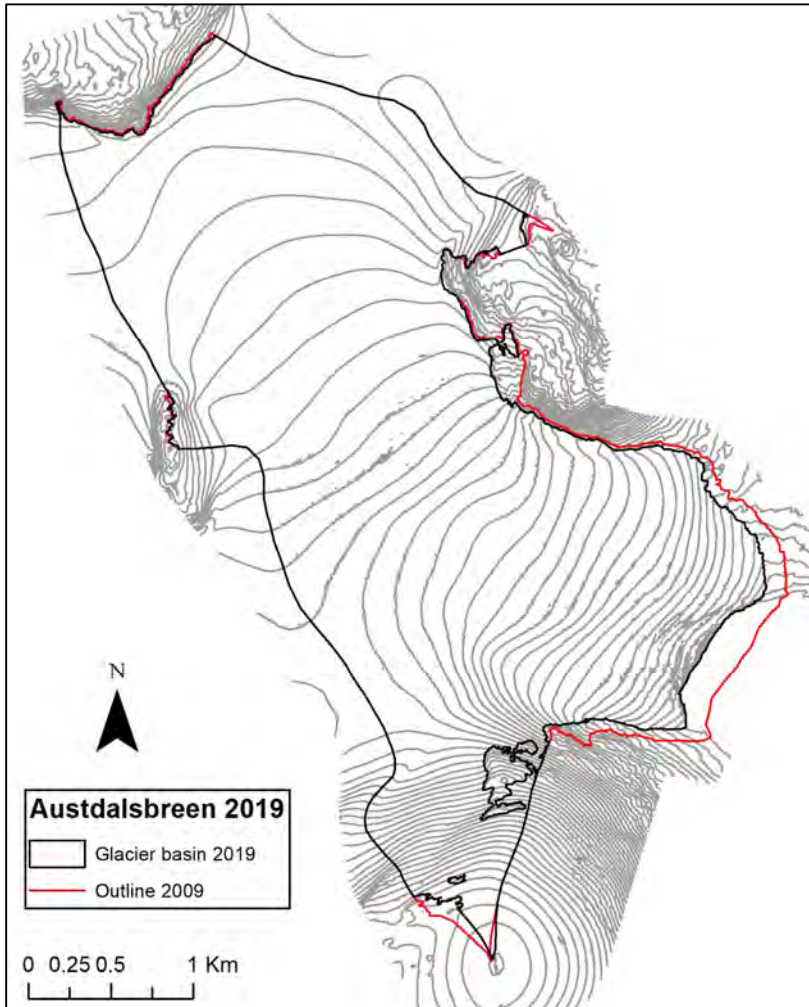 N
Austdalsbreen 2019
Glacier basin 2019
Outline 2009
0 0.25 0.5 1 Km